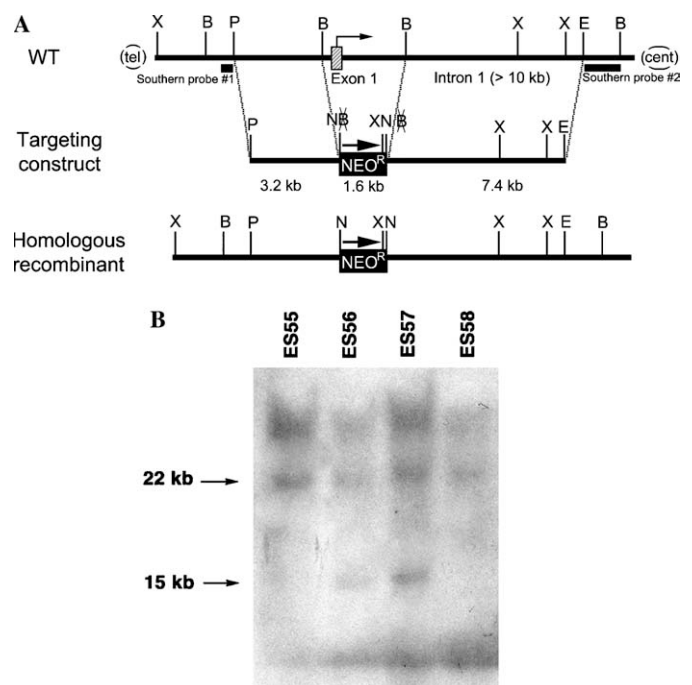 A
X B P B B X X E B
(tel) (cent)
WT
Exon 1 Intron 1 (> 10 kb)
Southern probe #1 Southern probe #2
NB XN B
P X X E
Targeting
construct
NEOR
3.2 kb 1.6 kb 7.4 kb
X B P N XN X X E B
Homologous
recombinant
NEOR
B
ES55 ES56 ES57 ES58
22 kb
15 kb